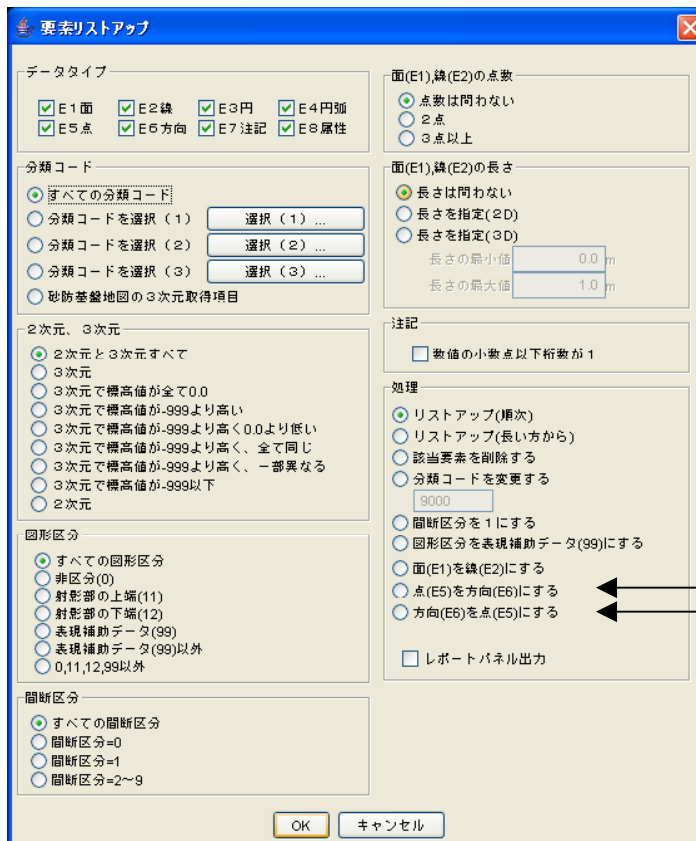 要素リストアップ
データタイプ
E1面 E2線 E3円 E4円弧
E5点 E6方向 E7注記 E8属性
分類コード
すべての分類コード
分類コードを選択（1） 選択（1）...
分類コードを選択（2） 選択（2）...
分類コードを選択（3） 選択（3）...
砂防基盤地図の3次元取得項目
2次元、3次元
2次元と3次元すべて
3次元
3次元で標高値が全て0.0
3次元で標高値が-999より高い
3次元で標高値が-999より高く0.0より低い
3次元で標高値が-999より高く、全て同じ
3次元で標高値が-999より高く、一部異なる
3次元で標高値が-999以下
2次元
図形区分
すべての図形区分
非区分(0)
射影部の上端(11)
射影部の下端(12)
表現補助データ(99)
表現補助データ(99)以外
0,11,12,99以外
間断区分
すべての間断区分
間断区分=0
間断区分=1
間断区分=2～9
面(E1),線(E2)の点数
点数は問わない
2点
3点以上
面(E1),線(E2)の長さ
長さは問わない
長さを指定(2D)
長さを指定(3D)
長さの最小値 0.0 m
長さの最大値 1.0 m
注記
数値の小数点以下桁数が1
処理
リストアップ(順次)
リストアップ(長い方から)
該当要素を削除する
分類コードを変更する
9000
間断区分を1にする
図形区分を表現補助データ(99)にする
面(E1)を線(E2)にする
点(E5)を方向(E6)にする
方向(E6)を点(E5)にする
レポートパネル出力
OK キャンセル